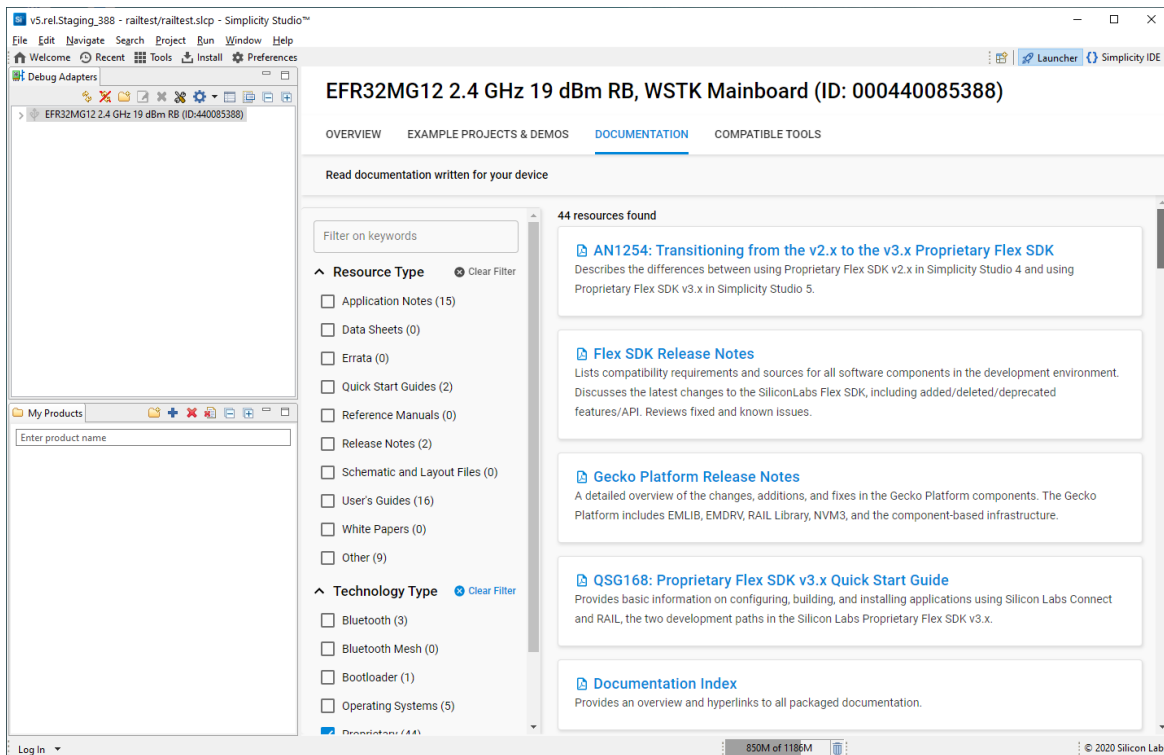 v5.rel.Staging_388 - railtest/railtest.slcp - Simplicity Studio™
File Edit Navigate Search Project Run Window Help
Welcome Recent Tools Install Preferences
Launcher Simplicity IDE
Debug Adapters
EFR32MG12 2.4 GHz 19 dBm RB (ID:440085388)
My Products
Enter product name
EFR32MG12 2.4 GHz 19 dBm RB, WSTK Mainboard (ID: 000440085388)
OVERVIEW EXAMPLE PROJECTS & DEMOS DOCUMENTATION COMPATIBLE TOOLS
Read documentation written for your device
Filter on keywords
Resource Type Clear Filter
Application Notes (15)
Data Sheets (0)
Errata (0)
Quick Start Guides (2)
Reference Manuals (0)
Release Notes (2)
Schematic and Layout Files (0)
User's Guides (16)
White Papers (0)
Other (9)
Technology Type Clear Filter
Bluetooth (3)
Bluetooth Mesh (0)
Bootloader (1)
Operating Systems (5)
Proprietary (44)
44 resources found
AN1254: Transitioning from the v2.x to the v3.x Proprietary Flex SDK
Describes the differences between using Proprietary Flex SDK v2.x in Simplicity Studio 4 and using
Proprietary Flex SDK v3.x in Simplicity Studio 5.
Flex SDK Release Notes
Lists compatibility requirements and sources for all software components in the development environment.
Discusses the latest changes to the SiliconLabs Flex SDK, including added/deleted/deprecated
features/API. Reviews fixed and known issues.
Gecko Platform Release Notes
A detailed overview of the changes, additions, and fixes in the Gecko Platform components. The Gecko
Platform includes EMLIB, EMDRV, RAIL Library, NVM3, and the component-based infrastructure.
QSG168: Proprietary Flex SDK v3.x Quick Start Guide
Provides basic information on configuring, building, and installing applications using Silicon Labs Connect
and RAIL, the two development paths in the Silicon Labs Proprietary Flex SDK v3.x.
Documentation Index
Provides an overview and hyperlinks to all packaged documentation.
Log In
850M of 1186M
© 2020 Silicon Lab